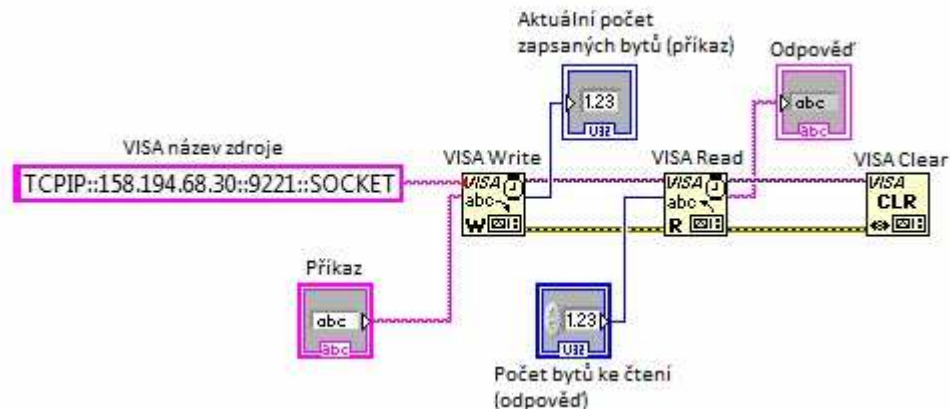 Aktuální počet
zapsaných bytů (příkaz)
Odpověď
1.23
U32
abc
abc
VISA název zdroje
VISA Write
VISA Read
VISA Clear
TCPIP::158.194.68.30::9221::SOCKET
VISA
abc
W
VISA
abc
R
VISA
CLR
Příkaz
abc
abc
1.23
U32
Počet bytů ke čtení
(odpověď)